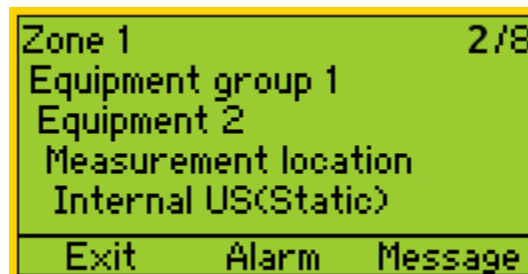 Zone 1 2/8
Equipment group 1
Equipment 2
Measurement location
Internal US(Static)
Exit Alarm Message